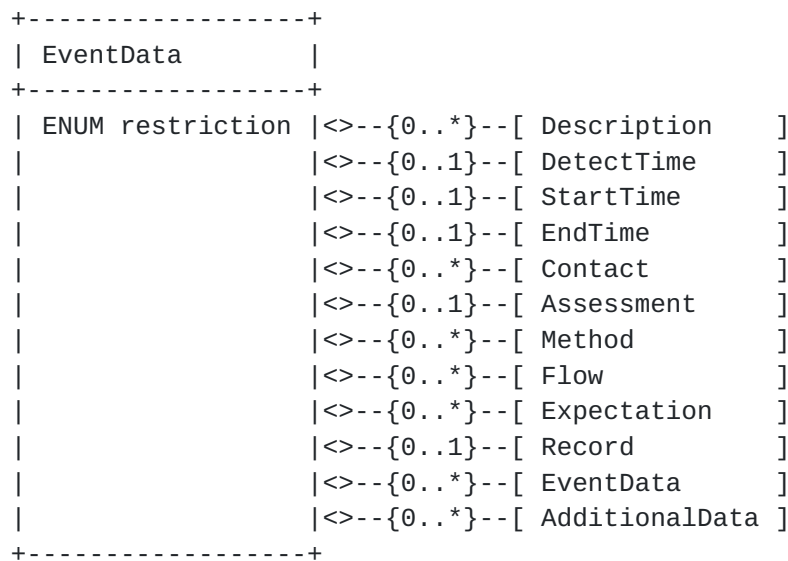 +------------------+
| EventData        |
+------------------+
| ENUM restriction |<>--{0..*}--[ Description    ]
|                  |<>--{0..1}--[ DetectTime     ]
|                  |<>--{0..1}--[ StartTime      ]
|                  |<>--{0..1}--[ EndTime        ]
|                  |<>--{0..*}--[ Contact        ]
|                  |<>--{0..1}--[ Assessment     ]
|                  |<>--{0..*}--[ Method         ]
|                  |<>--{0..*}--[ Flow           ]
|                  |<>--{0..*}--[ Expectation    ]
|                  |<>--{0..1}--[ Record         ]
|                  |<>--{0..*}--[ EventData      ]
|                  |<>--{0..*}--[ AdditionalData ]
+------------------+